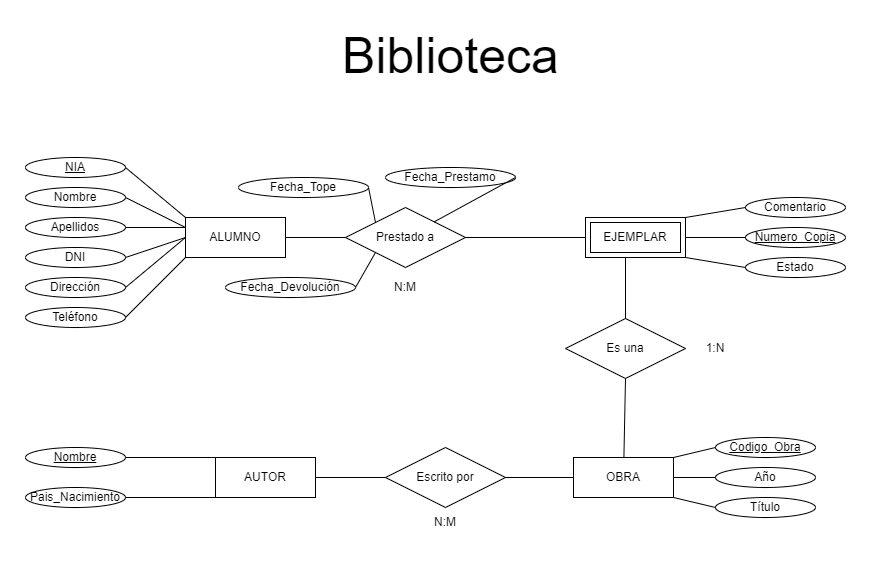 Biblioteca
NIA
Nombre
Apellidos
DNI
Dirección
Teléfono
ALUMNO
Fecha_Tope
Fecha_Prestamo
Prestado a
Fecha_Devolución
N:M
EJEMPLAR
Comentario
Numero_Copia
Estado
Es una
1:N
Nombre
Pais_Nacimiento
AUTOR
Escrito por
N:M
OBRA
Codigo_Obra
Año
Título